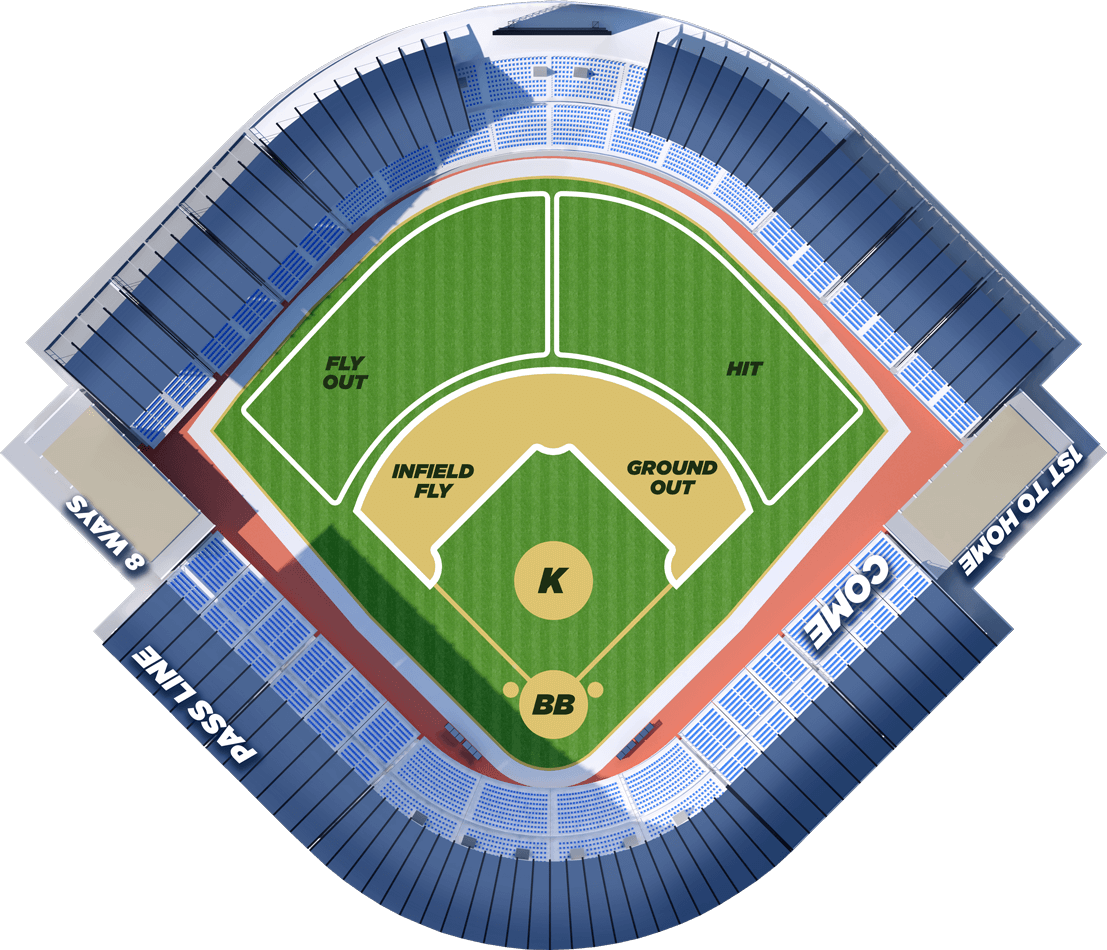 FLY
OUT
HIT
INFIELD
FLY
GROUND
OUT
K
BB
8 WAYS
PASS LINE
COME
1ST TO HOME